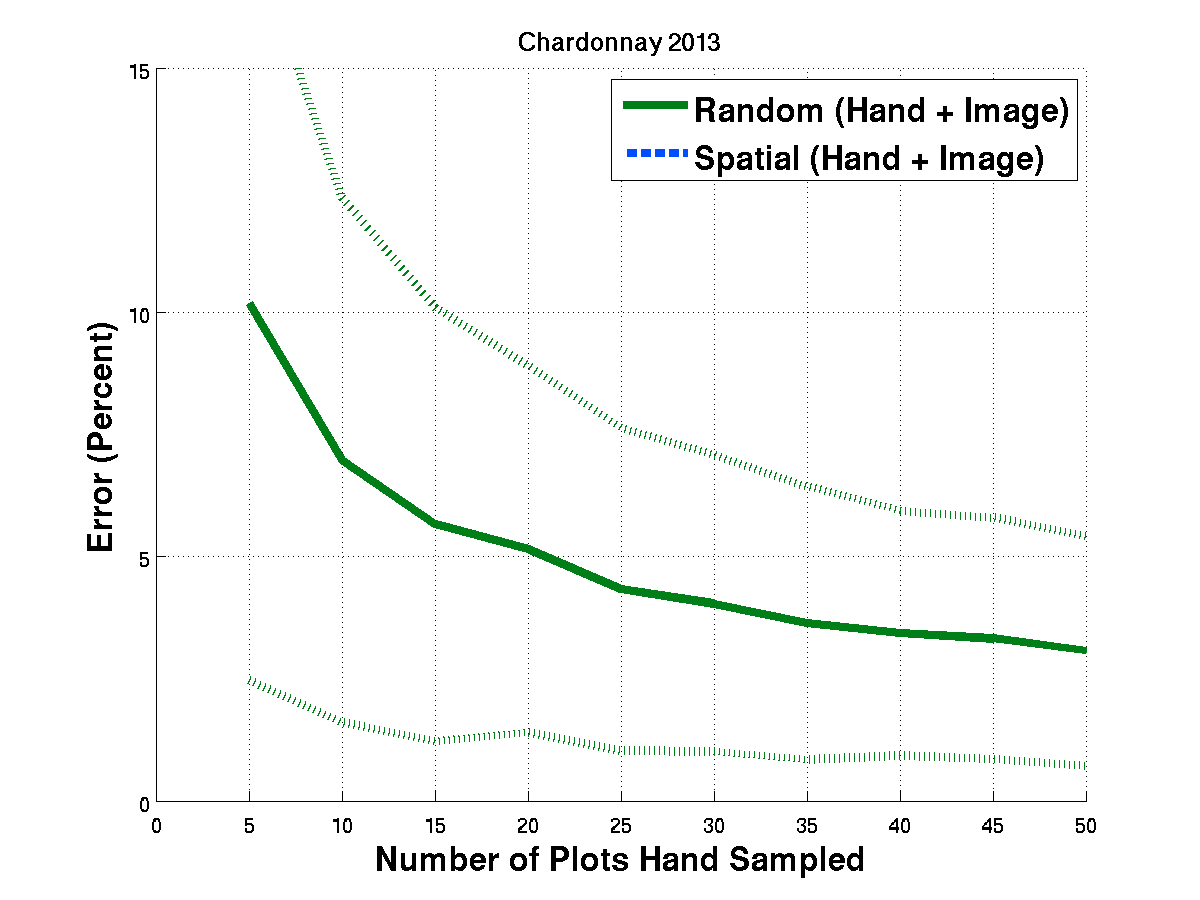 Chardonnay 2013
15
Random (Hand + Image)
Spatial (Hand + Image)
10
Error (Percent)
5
0
0 5 10 15 20 25 30 35 40 45 50
Number of Plots Hand Sampled